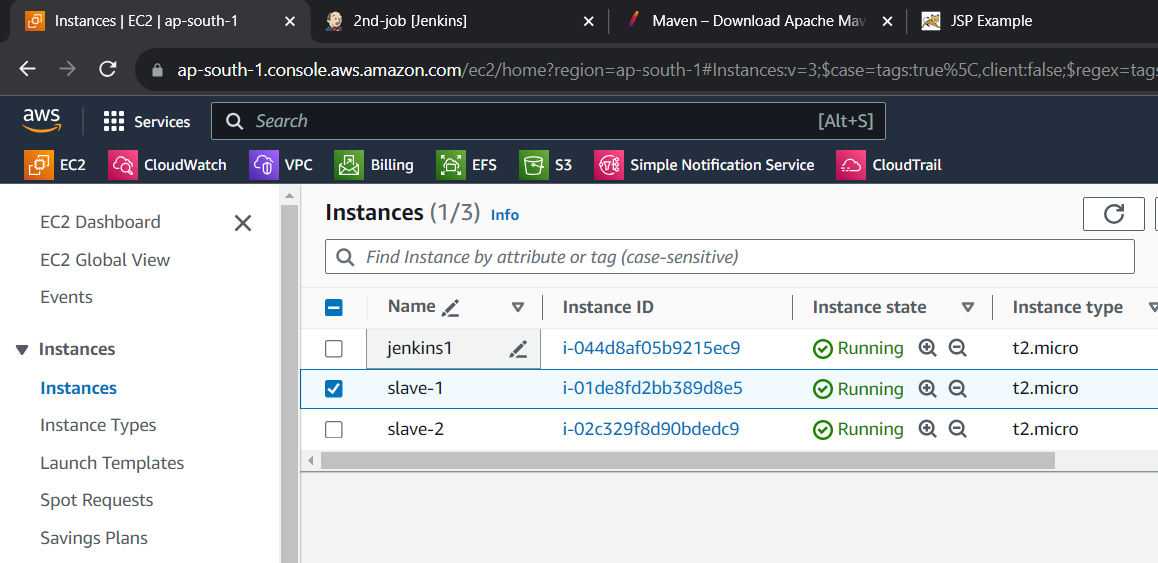 Instances | EC2 | ap-south-1
2nd-job [Jenkins]
Maven – Download Apache Mav
JSP Example
ap-south-1.console.aws.amazon.com/ec2/home?region=ap-south-1#Instances:v=3;$case=tags:true%5C,client:false;$regex=tags
aws
Services
Search
[Alt+S]
EC2
CloudWatch
VPC
Billing
EFS
S3
Simple Notification Service
CloudTrail
EC2 Dashboard
EC2 Global View
Events
Instances
Instances
Instance Types
Launch Templates
Spot Requests
Savings Plans
Instances (1/3) Info
Find Instance by attribute or tag (case-sensitive)
Name Instance ID Instance state Instance type
jenkins1 i-044d8af05b9215ec9 Running t2.micro
slave-1 i-01de8fd2bb389d8e5 Running t2.micro
slave-2 i-02c329f8d90bdedc9 Running t2.micro